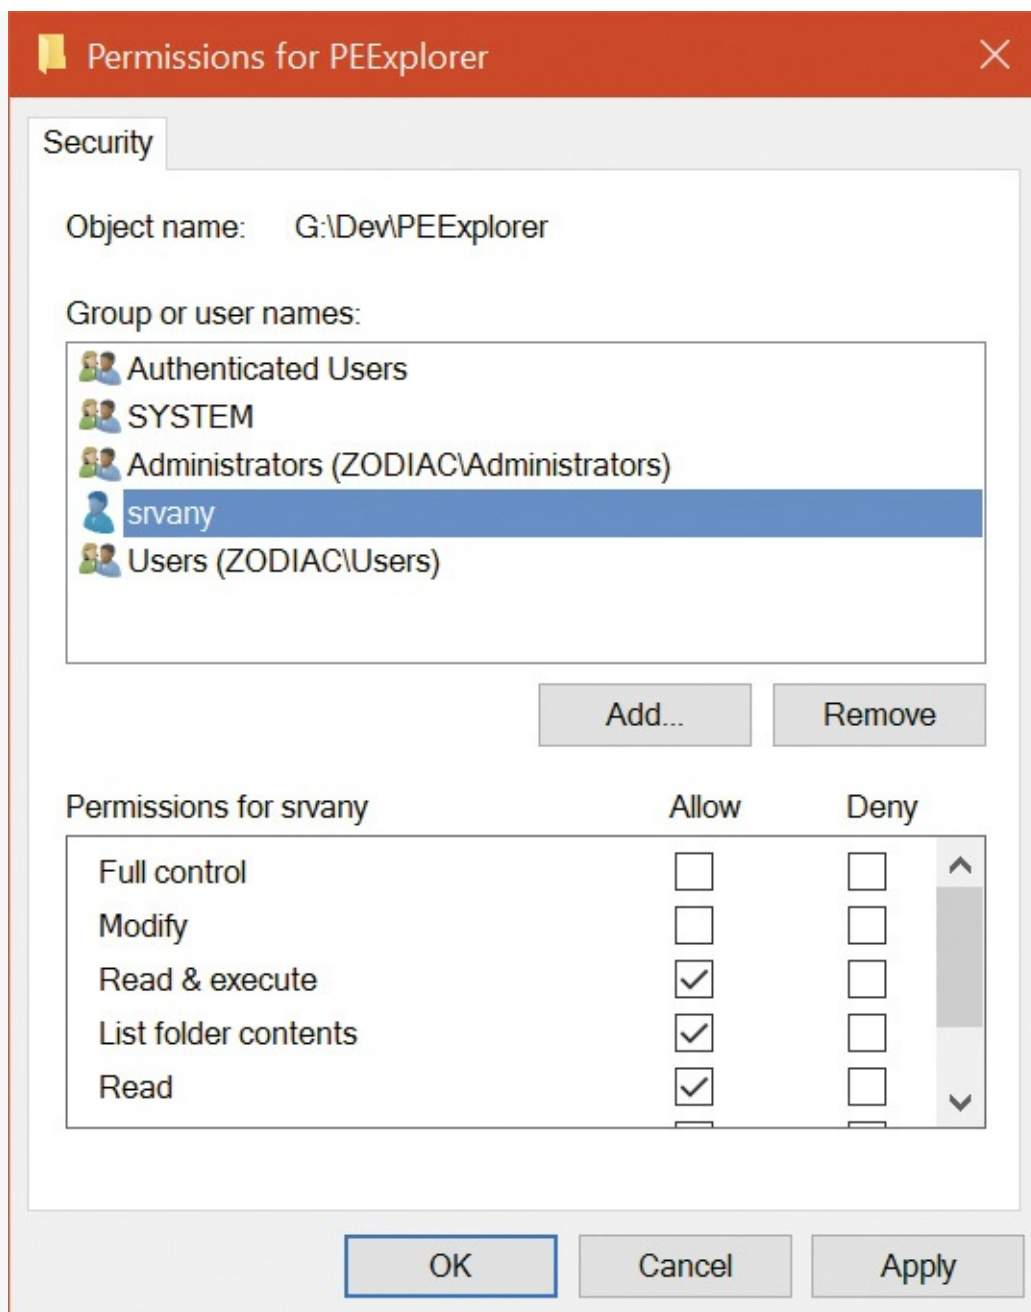 Permissions for PEExplorer
Security
Object name: G:\Dev\PEExplorer
Group or user names:
Authenticated Users
SYSTEM
Administrators (ZODIAC\Administrators)
srvany
Users (ZODIAC\Users)
Add... Remove
Permissions for srvany Allow Deny
Full control
Modify
Read & execute
List folder contents
Read
OK Cancel Apply